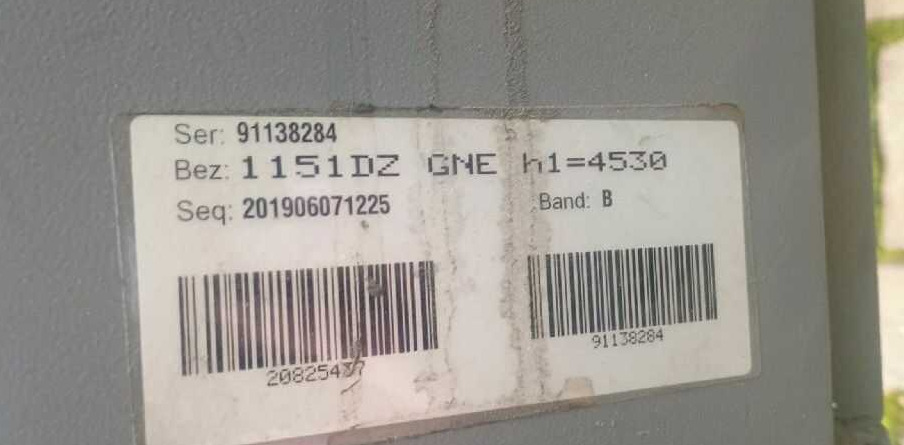 Ser: 91138284
Bez: 1151DZ GNE h1=4530
Seq: 201906071225 Band: B
91138284